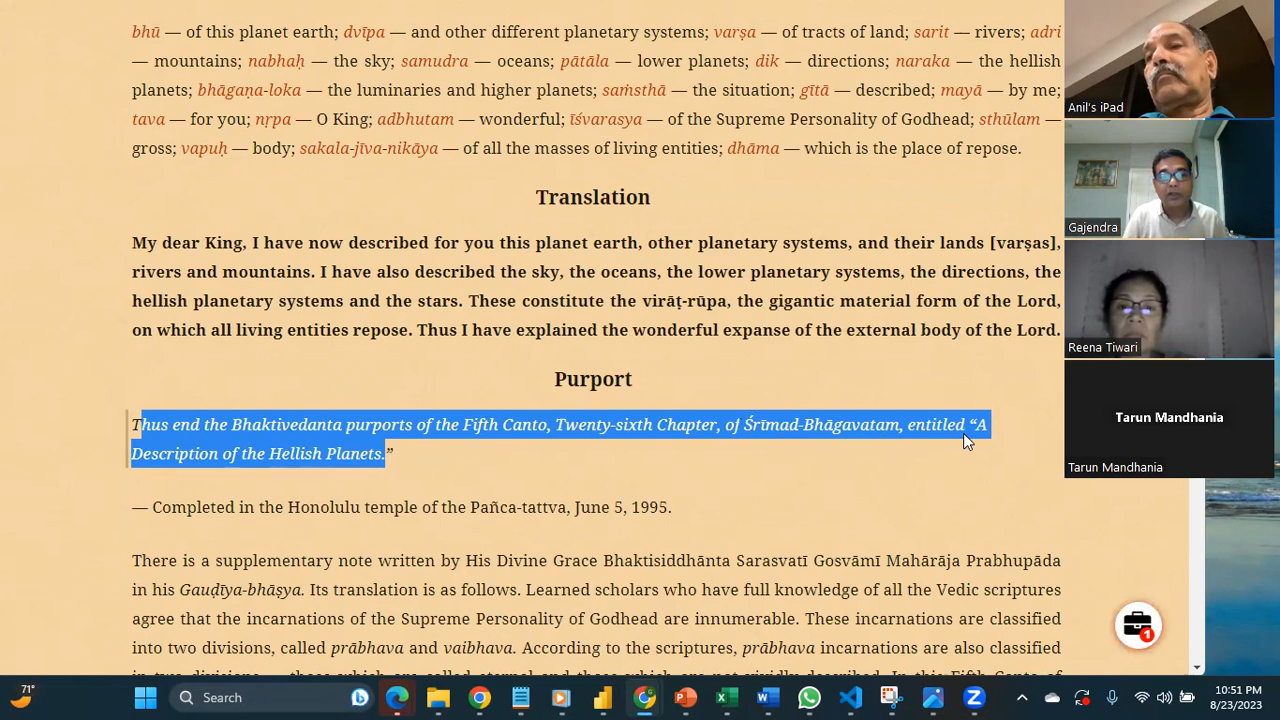 bhū — of this planet earth; dvīpa — and other different planetary systems; varṣa — of tracts of land; sarit — rivers; adri
— mountains; nabhaḥ — the sky; samudra — oceans; pātāla — lower planets; dik — directions; naraka — the hellish
planets; bhāgaṇa-loka — the luminaries and higher planets; saṁsthā — the situation; gītā — described; mayā — by me;
tava — for you; nṛpa — O King; adbhutam — wonderful; īśvarasya — of the Supreme Personality of Godhead; sthūlam —
gross; vapuḥ — body; sakala-jīva-nikāya — of all the masses of living entities; dhāma — which is the place of repose.
Translation
My dear King, I have now described for you this planet earth, other planetary systems, and their lands [varṣas],
rivers and mountains. I have also described the sky, the oceans, the lower planetary systems, the directions, the
hellish planetary systems and the stars. These constitute the virāṭ-rūpa, the gigantic material form of the Lord,
on which all living entities repose. Thus I have explained the wonderful expanse of the external body of the Lord.
Purport
Thus end the Bhaktivedanta purports of the Fifth Canto, Twenty-sixth Chapter, of Śrīmad-Bhāgavatam, entitled “A
Description of the Hellish Planets.”
— Completed in the Honolulu temple of the Pañca-tattva, June 5, 1995.
There is a supplementary note written by His Divine Grace Bhaktisiddhānta Sarasvatī Gosvāmī Mahārāja Prabhupāda
in his Gauḍīya-bhāṣya. Its translation is as follows. Learned scholars who have full knowledge of all the Vedic scriptures
agree that the incarnations of the Supreme Personality of Godhead are innumerable. These incarnations are classified
into two divisions, called prābhava and vaibhava. According to the scriptures, prābhava incarnations are also classified
Anil's iPad
Gajendra
Reena Tiwari
Tarun Mandhania
Tarun Mandhania
1
71°
Search
10:51 PM
8/23/2023